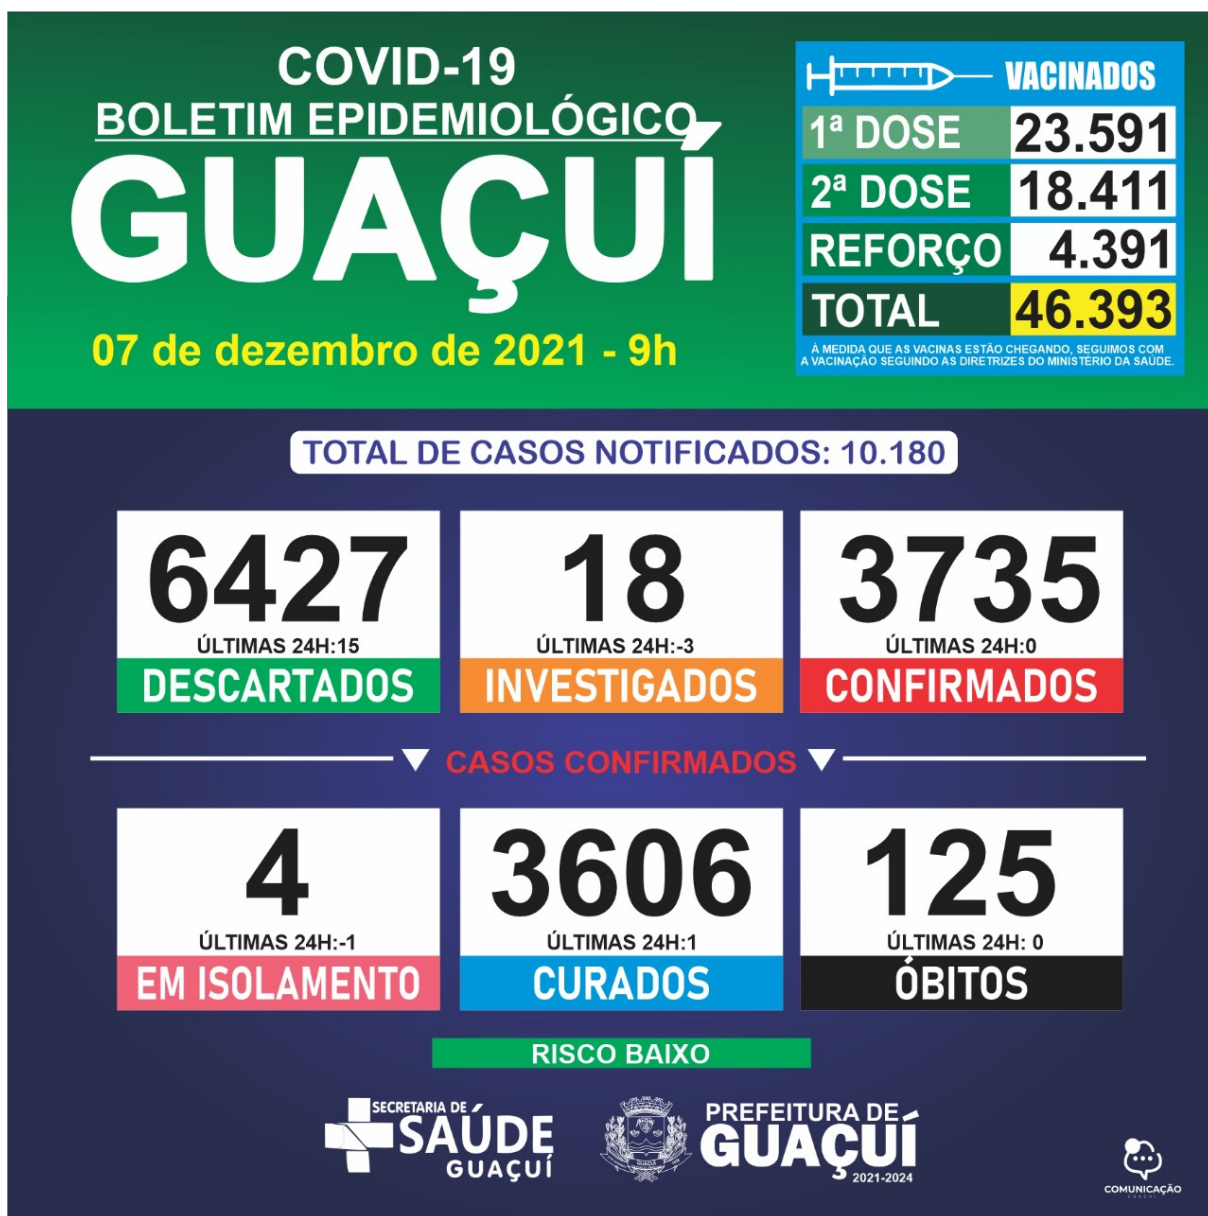 COVID-19
BOLETIM EPIDEMIOLÓGICO
GUAÇUÍ
07 de dezembro de 2021 - 9h
VACINADOS
1ª DOSE 23.591
2ª DOSE 18.411
REFORÇO 4.391
TOTAL 46.393
À MEDIDA QUE AS VACINAS ESTÃO CHEGANDO, SEGUIMOS COM
A VACINAÇÃO SEGUINDO AS DIRETRIZES DO MINISTÉRIO DA SAÚDE.
TOTAL DE CASOS NOTIFICADOS: 10.180
6427
ÚLTIMAS 24H:15
DESCARTADOS
18
ÚLTIMAS 24H:-3
INVESTIGADOS
3735
ÚLTIMAS 24H:0
CONFIRMADOS
CASOS CONFIRMADOS
4
ÚLTIMAS 24H:-1
EM ISOLAMENTO
3606
ÚLTIMAS 24H:1
CURADOS
125
ÚLTIMAS 24H: 0
ÓBITOS
RISCO BAIXO
SECRETARIA DE
SAÚDE
GUAÇUÍ
PREFEITURA DE
GUAÇUÍ
2021-2024
COMUNICAÇÃO